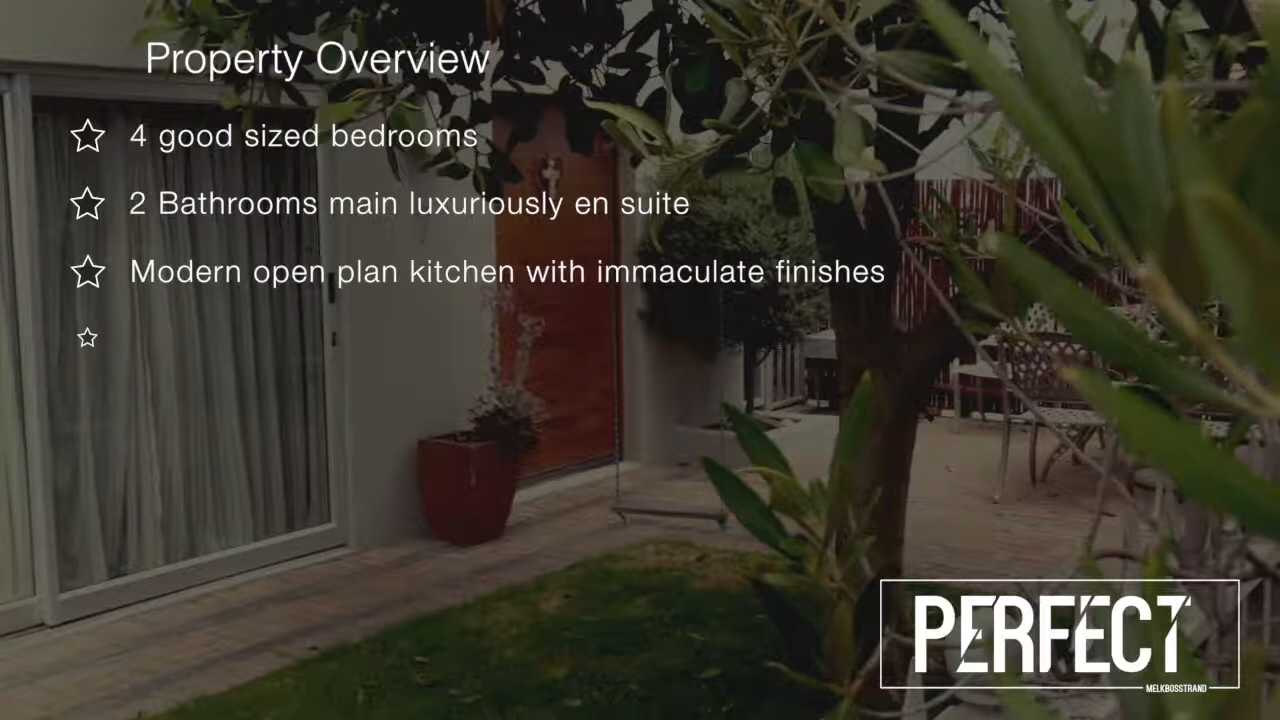 Property Overview
4 good sized bedrooms
2 Bathrooms main luxuriously en suite
Modern open plan kitchen with immaculate finishes
PERFECT
MELKBOSSTRAND